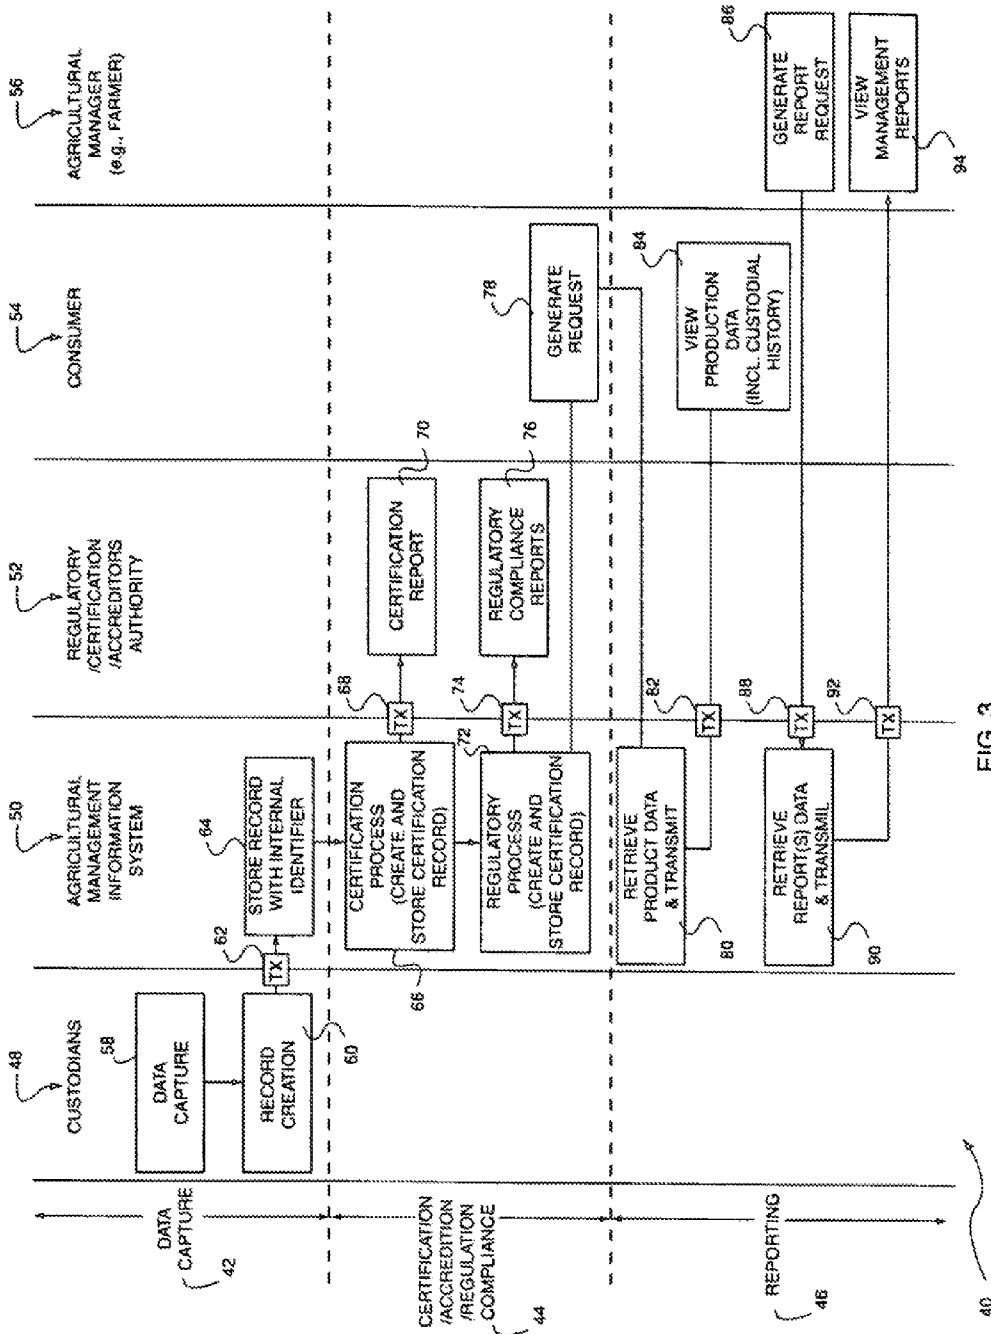 48
CUSTODIANS
50
AGRICULTURAL
MANAGEMENT
INFORMATION
SYSTEM
52
REGULATORY
/CERTIFICATION
/ACCREDITORS
AUTHORITY
54
CONSUMER
56
AGRICULTURAL
MANAGER
(e.g., FARMER)
DATA
CAPTURE
42
58
DATA
CAPTURE
RECORD
CREATION
60
62
TX
64
STORE RECORD
WITH INTERNAL
IDENTIFIER
CERTIFICATION
/ACCREDITION
/REGULATION
COMPLIANCE
44
CERTIFICATION
PROCESS
(CREATE AND
STORE CERTIFICATION
RECORD)
66
68
TX
CERTIFICATION
REPORT
70
72
REGULATORY
PROCESS
(CREATE AND
STORE CERTIFICATION
RECORD)
74
TX
REGULATORY
COMPLIANCE
REPORTS
76
78
GENERATE
REQUEST
REPORTING
46
RETRIEVE
PRODUCT DATA
& TRANSMIT
80
82
TX
84
VIEW
PRODUCTION
DATA
(INCL. CUSTODIAL
HISTORY)
86
GENERATE
REPORT
REQUEST
88
TX
RETRIEVE
REPORT(S) DATA
& TRANSMIL
90
92
TX
VIEW
MANAGEMENT
REPORTS
94
40
FIG. 3